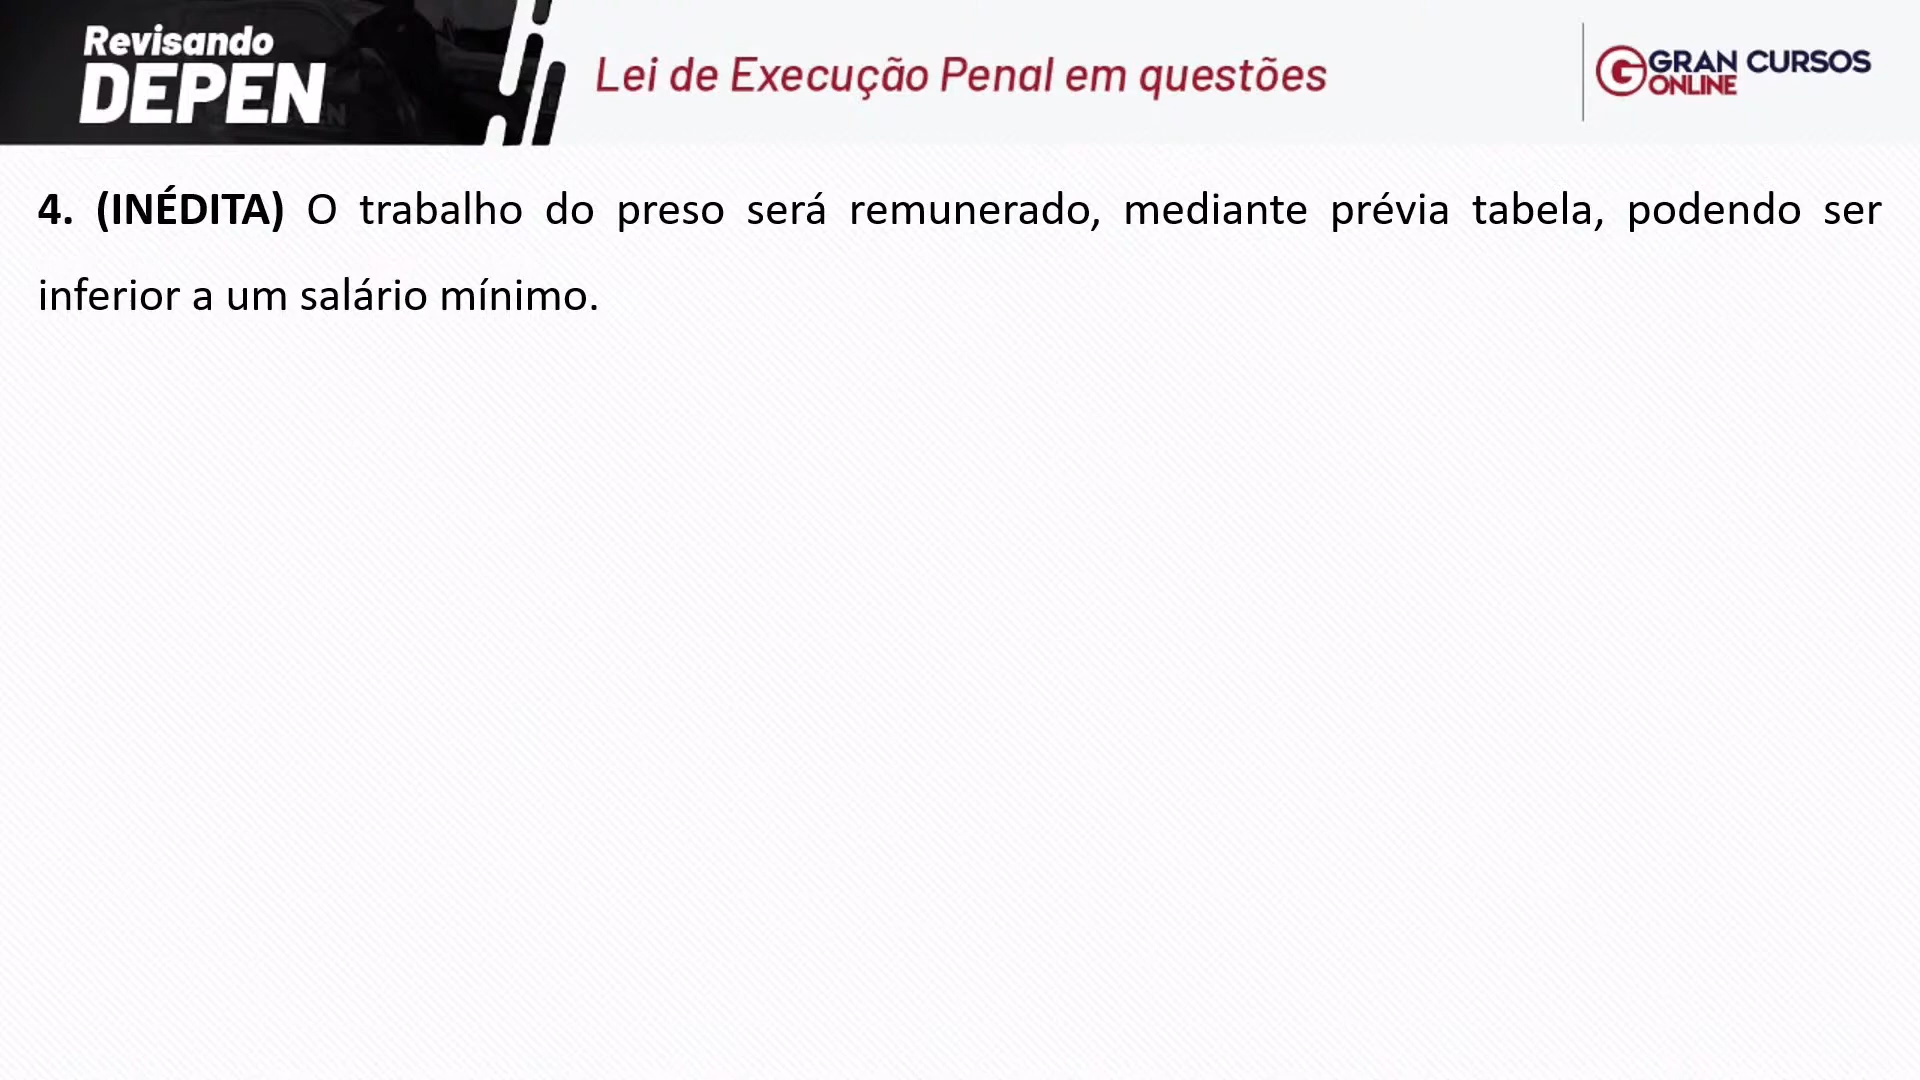 Revisando
DEPEN
Lei de Execução Penal em questões
GRAN CURSOS
ONLINE
4. (INÉDITA) O trabalho do preso será remunerado, mediante prévia tabela, podendo ser
inferior a um salário mínimo.